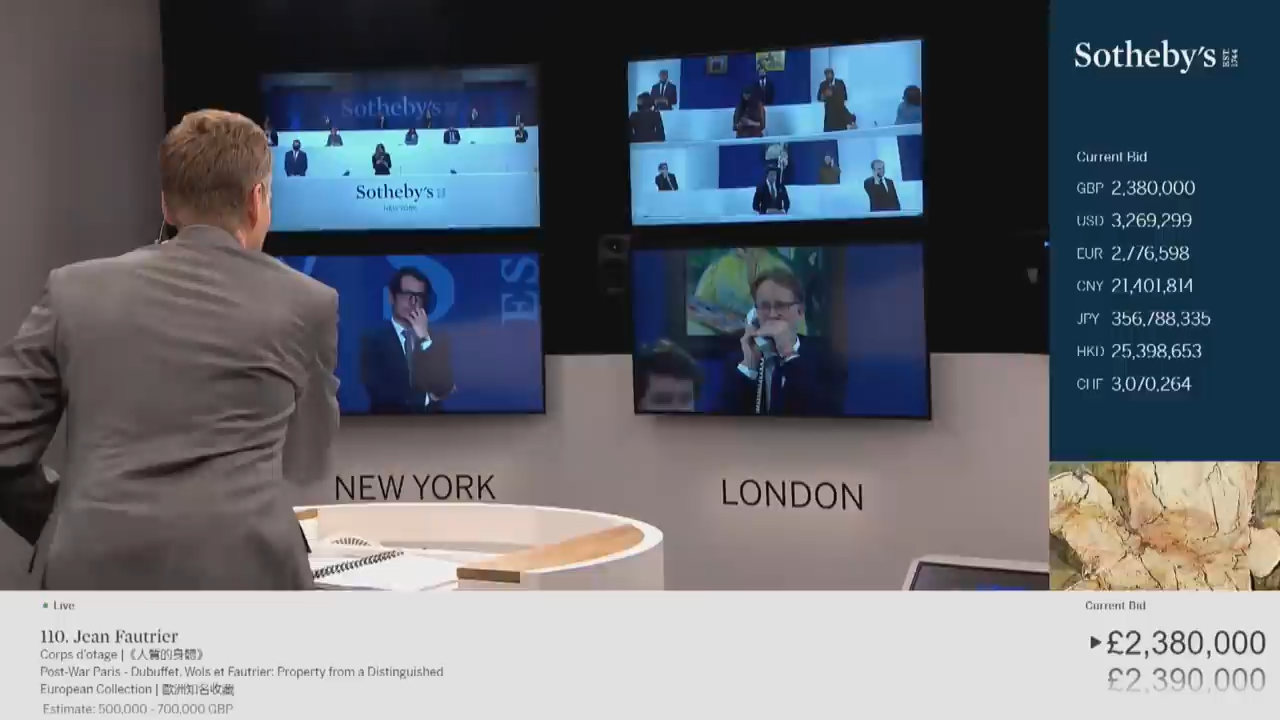 Sotheby's EST. 1744
Sotheby's
Sotheby's
NEW YORK
ES
NEW YORK
LONDON
Current Bid
GBP 2,380,000
USD 3,269,299
EUR 2,776,598
CNY 21,401,814
JPY 356,788,335
HKD 25,398,653
CHF 3,070,264
Live
110. Jean Fautrier
Corps d'otage | 《人質的身體》
Post-War Paris - Dubuffet, Wols et Fautrier: Property from a Distinguished
European Collection | 歐洲知名收藏
Estimate: 500,000 - 700,000 GBP
Current Bid
£2,380,000
£2,390,000